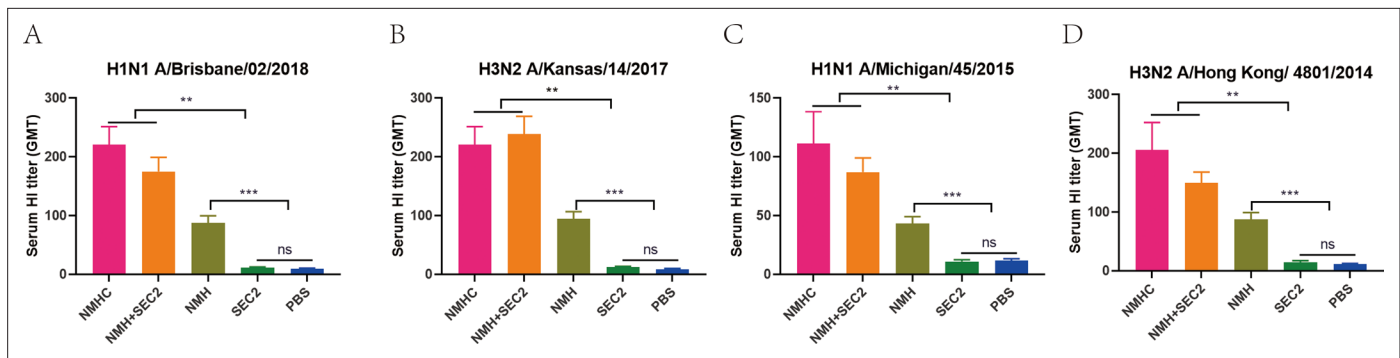 A
H1N1 A/Brisbane/02/2018
Serum HI titer (GMT)
300
200
100
0
**
***
ns
NMHC
NMH+SEC2
NMH
SEC2
PBS
B
H3N2 A/Kansas/14/2017
Serum HI titer (GMT)
300
200
100
0
**
***
ns
NMHC
NMH+SEC2
NMH
SEC2
PBS
C
H1N1 A/Michigan/45/2015
Serum HI titer (GMT)
150
100
50
0
**
***
ns
NMHC
NMH+SEC2
NMH
SEC2
PBS
D
H3N2 A/Hong Kong/ 4801/2014
Serum HI titer (GMT)
300
200
100
0
**
***
ns
NMHC
NMH+SEC2
NMH
SEC2
PBS